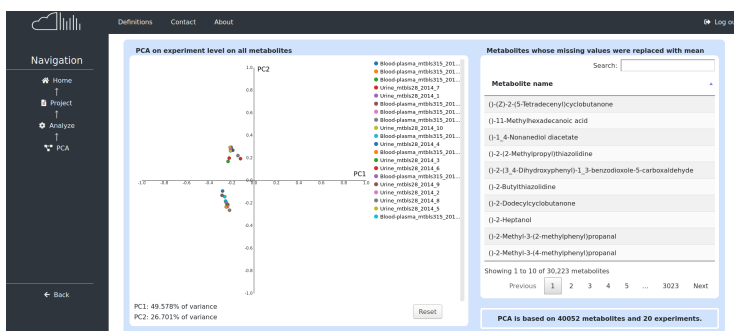 Definitions Contact About Log ou
Navigation
Home
Project
Analyze
PCA
Back
PCA on experiment level on all metabolites
PC2
PC1
1.0
0.8
0.6
0.4
0.2
0.0
-0.2
-0.4
-0.6
-0.8
-1.0
-1.0 -0.8 -0.6 -0.4 -0.2 0.0 0.2 0.4 0.6 0.8 1.0
Blood-plasma_mtbls315_201...
Blood-plasma_mtbls315_201...
Blood-plasma_mtbls315_201...
Urine_mtbls28_2014_7
Urine_mtbls28_2014_1
Blood-plasma_mtbls315_201...
Blood-plasma_mtbls315_201...
Blood-plasma_mtbls315_201...
Urine_mtbls28_2014_10
Blood-plasma_mtbls315_201...
Urine_mtbls28_2014_4
Blood-plasma_mtbls315_201...
Urine_mtbls28_2014_3
Urine_mtbls28_2014_6
Blood-plasma_mtbls315_201...
Urine_mtbls28_2014_9
Urine_mtbls28_2014_2
Urine_mtbls28_2014_8
Urine_mtbls28_2014_5
Blood-plasma_mtbls315_201...
PC1: 49.578% of variance
PC2: 26.701% of variance
Reset
Metabolites whose missing values were replaced with mean
Search:
Metabolite name
()-(Z)-2-(5-Tetradecenyl)cyclobutanone
()-11-Methylhexadecanoic acid
()-1_4-Nonanediol diacetate
()-2-(2-Methylpropyl)thiazolidine
()-2-(3_4-Dihydroxyphenyl)-1_3-benzodioxole-5-carboxaldehyde
()-2-Butylthiazolidine
()-2-Dodecylcyclobutanone
()-2-Heptanol
()-2-Methyl-3-(2-methylphenyl)propanal
()-2-Methyl-3-(4-methylphenyl)propanal
Showing 1 to 10 of 30,223 metabolites
Previous 1 2 3 4 5 ... 3023 Next
PCA is based on 40052 metabolites and 20 experiments.